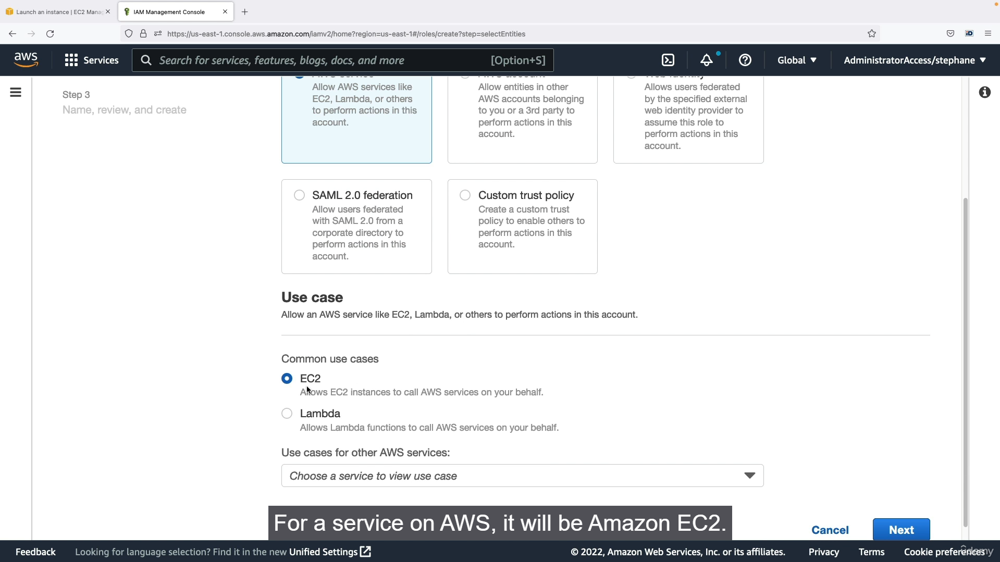 Launch an instance | EC2 Manag
IAM Management Console
https://us-east-1.console.aws.amazon.com/iamv2/home?region=us-east-1#/roles/create?step=selectEntities
iD
aws
Services
Search for services, features, blogs, docs, and more
[Option+S]
Global
AdministratorAccess/stephane
Step 3
Name, review, and create
Allow AWS services like
EC2, Lambda, or others
to perform actions in this
account.
Allow entities in other
AWS accounts belonging
to you or a 3rd party to
perform actions in this
account.
Allows users federated
by the specified external
web identity provider to
assume this role to
perform actions in this
account.
SAML 2.0 federation
Allow users federated
with SAML 2.0 from a
corporate directory to
perform actions in this
account.
Custom trust policy
Create a custom trust
policy to enable others to
perform actions in this
account.
Use case
Allow an AWS service like EC2, Lambda, or others to perform actions in this account.
Common use cases
EC2
Allows EC2 instances to call AWS services on your behalf.
Lambda
Allows Lambda functions to call AWS services on your behalf.
Use cases for other AWS services:
Choose a service to view use case
For a service on AWS, it will be Amazon EC2.
Cancel
Next
Feedback
Looking for language selection? Find it in the new Unified Settings
© 2022, Amazon Web Services, Inc. or its affiliates.
Privacy
Terms
Cookie preferences
ûdemy